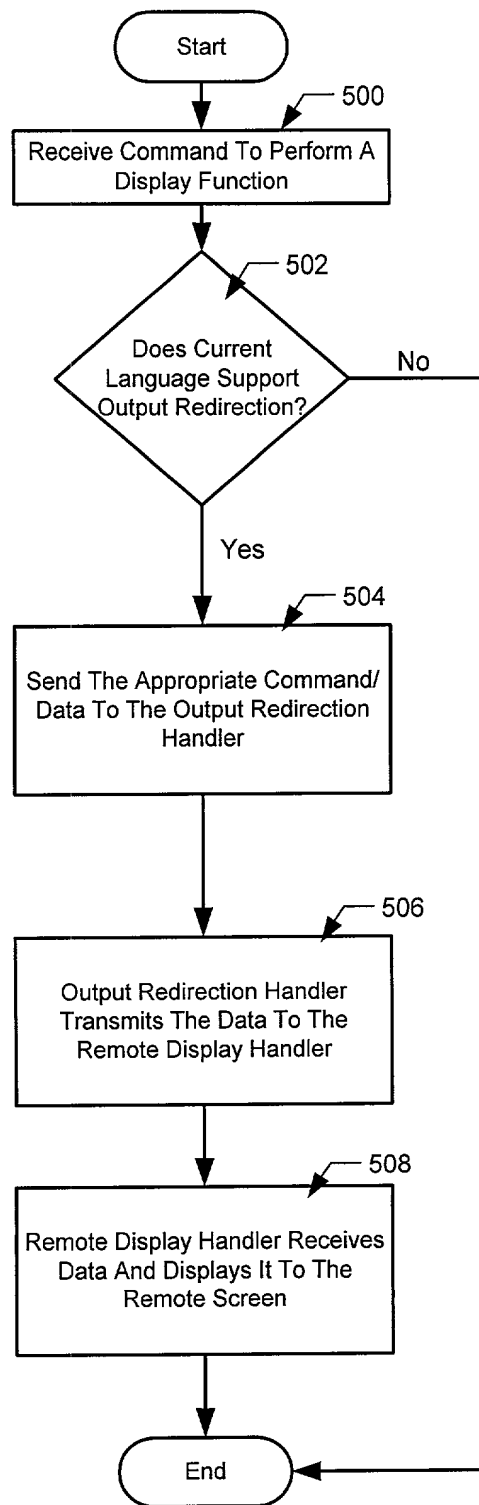 Start
500
Receive Command To Perform A
Display Function
502
Does Current
Language Support
Output Redirection?
No
Yes
504
Send The Appropriate Command/
Data To The Output Redirection
Handler
506
Output Redirection Handler
Transmits The Data To The
Remote Display Handler
508
Remote Display Handler Receives
Data And Displays It To The
Remote Screen
End